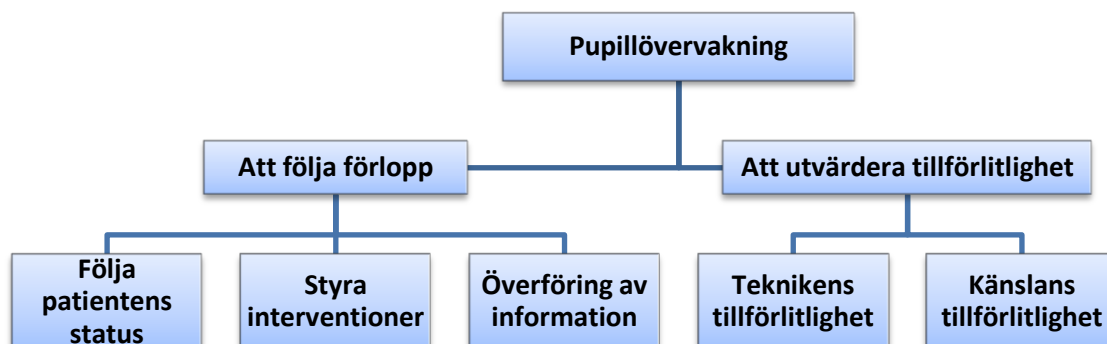 Pupillövervakning
Att följa förlopp
Att utvärdera tillförlitlighet
Följa
patientens
status
Styra
interventioner
Överföring av
information
Teknikens
tillförlitlighet
Känslans
tillförlitlighet